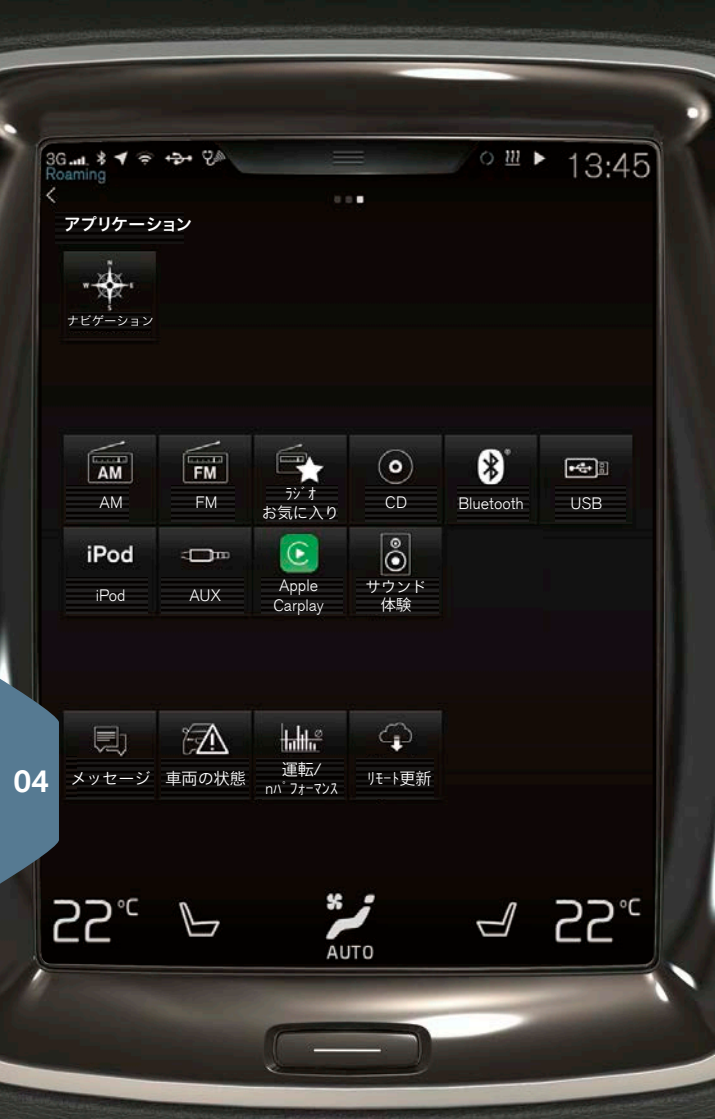 3G
13:45
Roaming
アプリケーション
N
W E
S
ナビゲーション
AM
FM
AM
FM
ラジオ
お気に入り
CD
Bluetooth
USB
iPod
iPod
AUX
Apple
Carplay
サウンド
体験
メッセージ
車両の状態
運転/
nパフォーマンス
リモート更新
04
22°C
22°C
AUTO